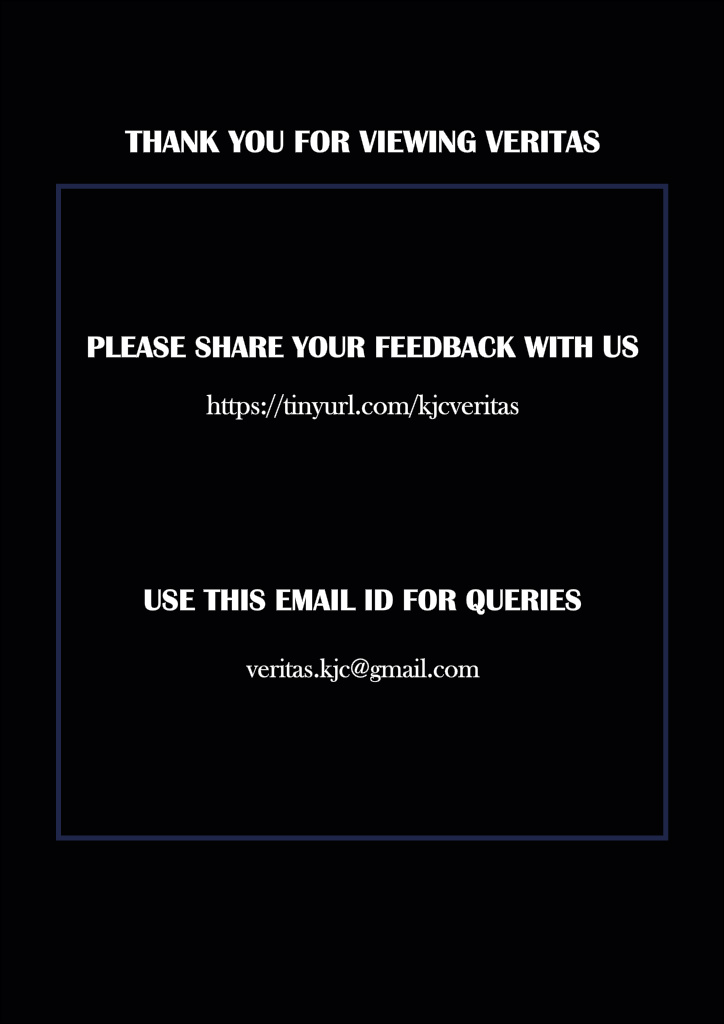 THANK YOU FOR VIEWING VERITAS
PLEASE SHARE YOUR FEEDBACK WITH US
https://tinyurl.com/kjcveritas
USE THIS EMAIL ID FOR QUERIES
veritas.kjc@gmail.com